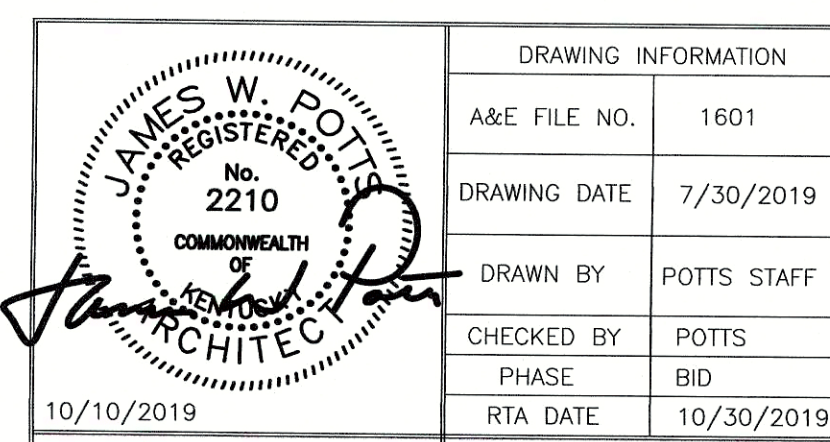 JAMES W. POTTS
REGISTERED
No.
2210
COMMONWEALTH
OF
KENTUCKY
ARCHITECT
10/10/2019
DRAWING INFORMATION
A&E FILE NO. 1601
DRAWING DATE 7/30/2019
DRAWN BY POTTS STAFF
CHECKED BY POTTS
PHASE BID
RTA DATE 10/30/2019